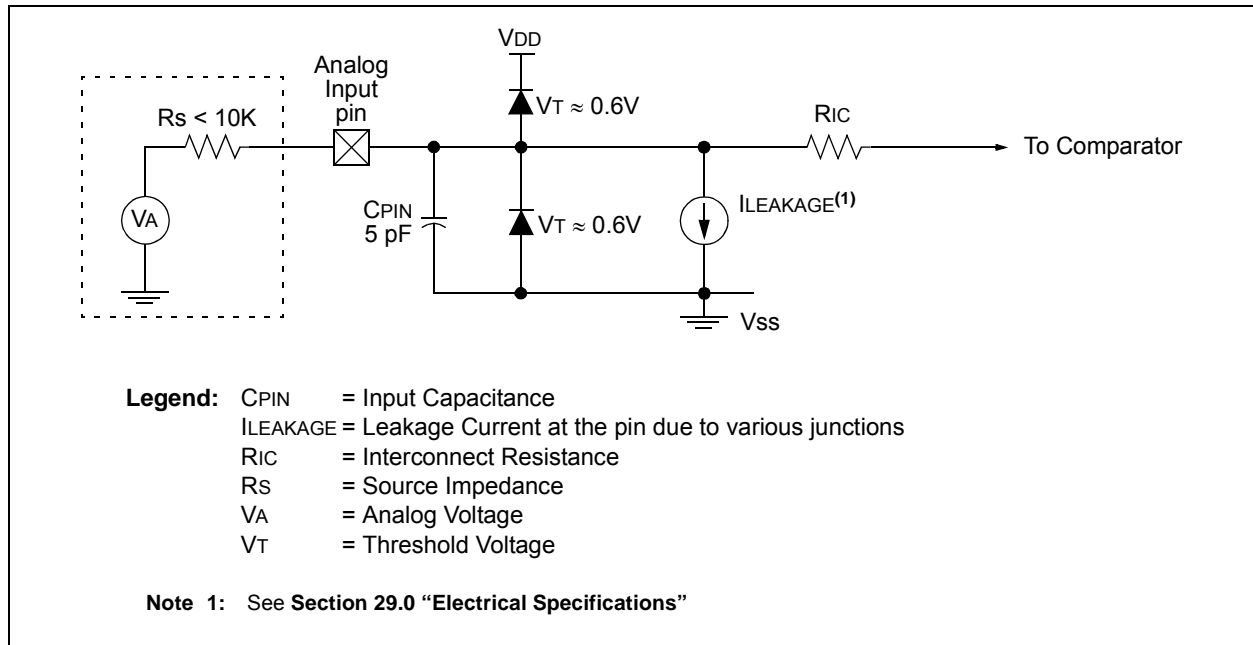 VDD
Analog
Input
pin
Rs < 10K
VT ≈ 0.6V
RIC
To Comparator
VA
CPIN
5 pF
VT ≈ 0.6V
ILEAKAGE(1)
Vss
Legend: CPIN = Input Capacitance
ILEAKAGE = Leakage Current at the pin due to various junctions
RIC = Interconnect Resistance
RS = Source Impedance
VA = Analog Voltage
VT = Threshold Voltage
Note 1: See Section 29.0 “Electrical Specifications”